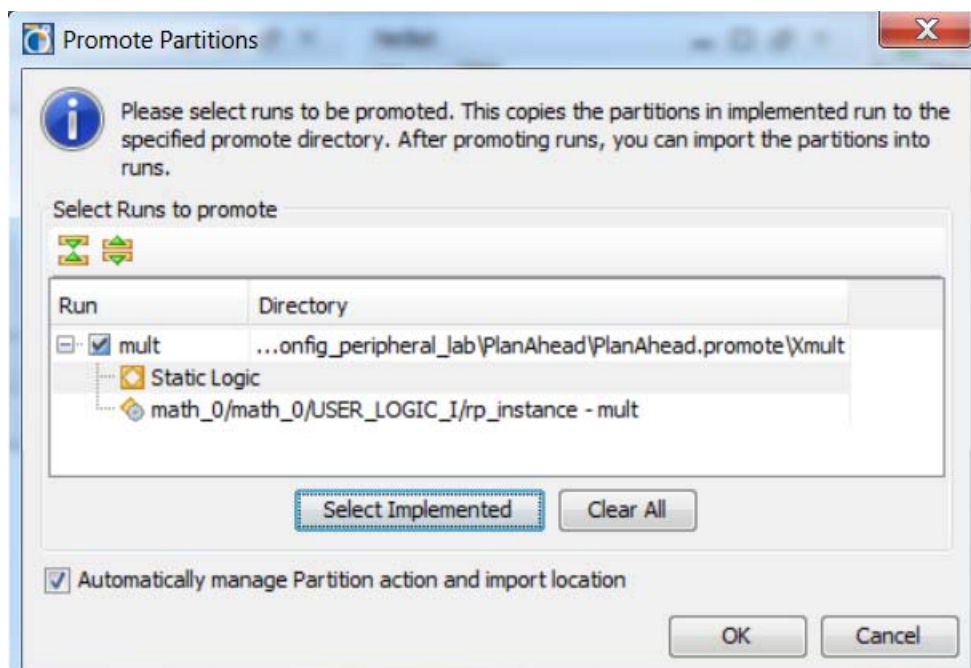 Promote Partitions
Please select runs to be promoted. This copies the partitions in implemented run to the
specified promote directory. After promoting runs, you can import the partitions into
runs.
Select Runs to promote
Run Directory
mult ...onfig_peripheral_lab\PlanAhead\PlanAhead.promote\Xmult
Static Logic
math_0/math_0/USER_LOGIC_I/rp_instance - mult
Select Implemented Clear All
Automatically manage Partition action and import location
OK Cancel